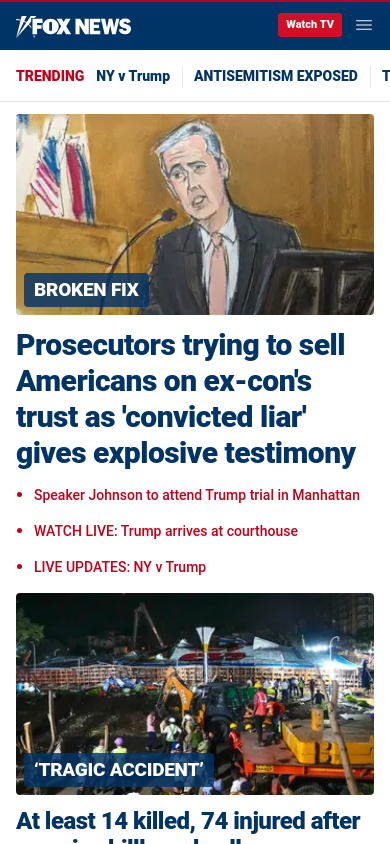 FOX NEWS
Watch TV
TRENDING NY v Trump ANTISEMITISM EXPOSED T
BROKEN FIX
Prosecutors trying to sell
Americans on ex-con's
trust as 'convicted liar'
gives explosive testimony
Speaker Johnson to attend Trump trial in Manhattan
WATCH LIVE: Trump arrives at courthouse
LIVE UPDATES: NY v Trump
‘TRAGIC ACCIDENT’
At least 14 killed, 74 injured after